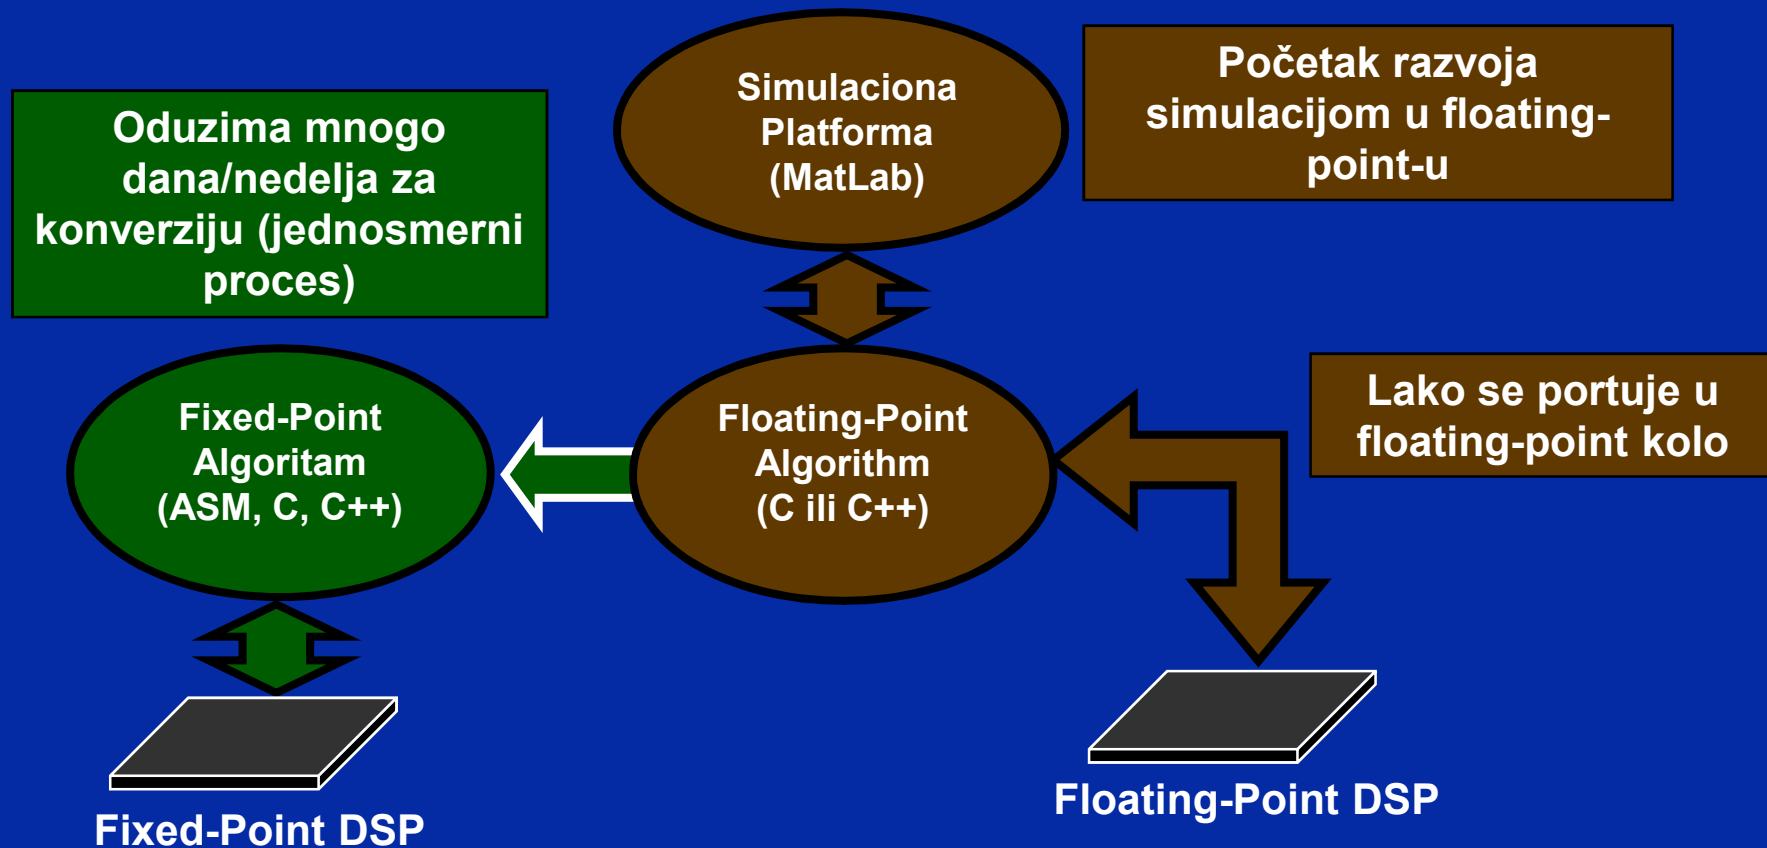 Simulaciona
Platforma
(MatLab)
Početak razvoja
simulacijom u floating-
point-u
Oduzima mnogo
dana/nedelja za
konverziju (jednosmerni
proces)
Fixed-Point
Algoritam
(ASM, C, C++)
Floating-Point
Algorithm
(C ili C++)
Lako se portuje u
floating-point kolo
Fixed-Point DSP
Floating-Point DSP